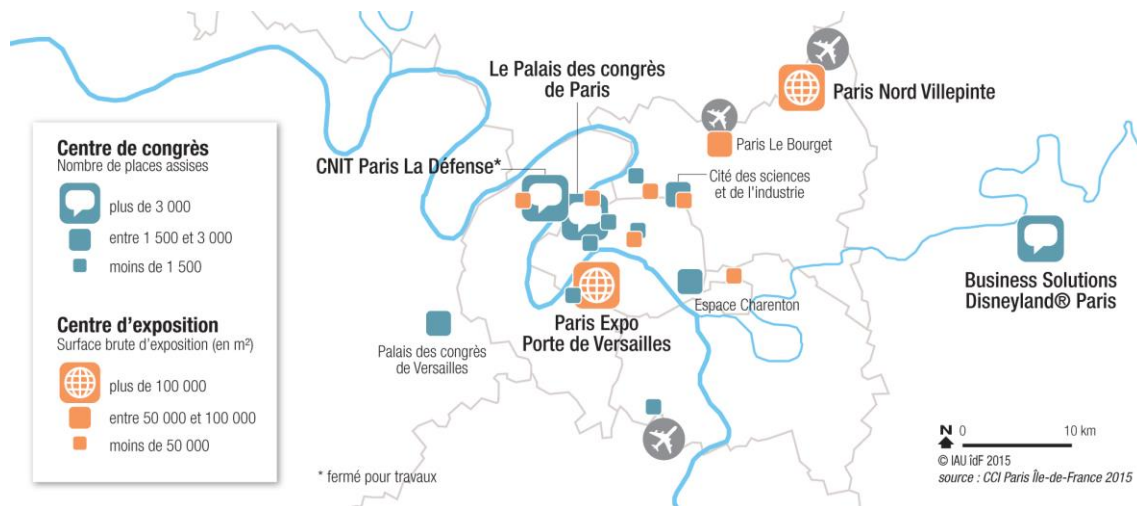 Centre de congrès
Nombre de places assises
plus de 3 000
entre 1 500 et 3 000
moins de 1 500
Centre d'exposition
Surface brute d'exposition (en m²)
plus de 100 000
entre 50 000 et 100 000
moins de 50 000
Le Palais des congrès
de Paris
CNIT Paris La Défense*
Paris Nord Villepinte
Paris Le Bourget
Cité des sciences
et de l'industrie
Business Solutions
Disneyland® Paris
Espace Charenton
Paris Expo
Porte de Versailles
Palais des congrès
de Versailles
* fermé pour travaux
N 0 10 km
© IAU îdF 2015
source : CCI Paris Île-de-France 2015